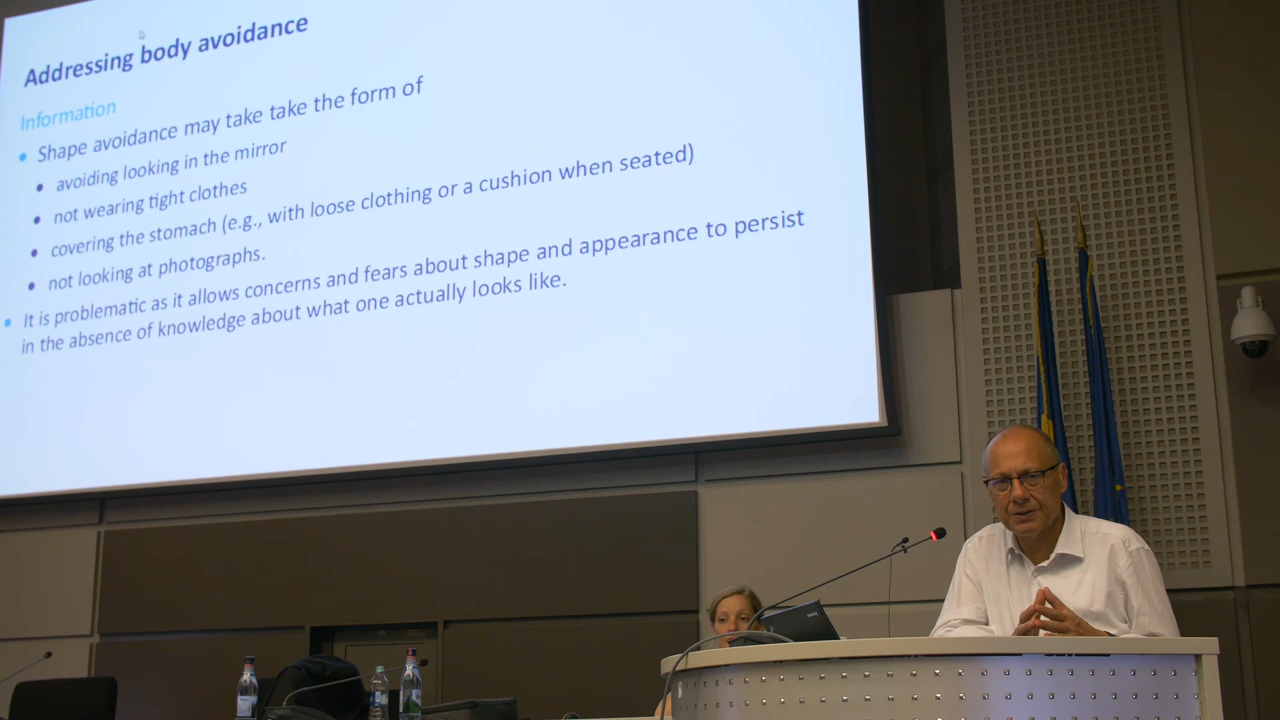 Addressing body avoidance
Information
• Shape avoidance may take take the form of
• avoiding looking in the mirror
• not wearing tight clothes
• covering the stomach (e.g., with loose clothing or a cushion when seated)
• not looking at photographs.
• It is problematic as it allows concerns and fears about shape and appearance to persist
in the absence of knowledge about what one actually looks like.